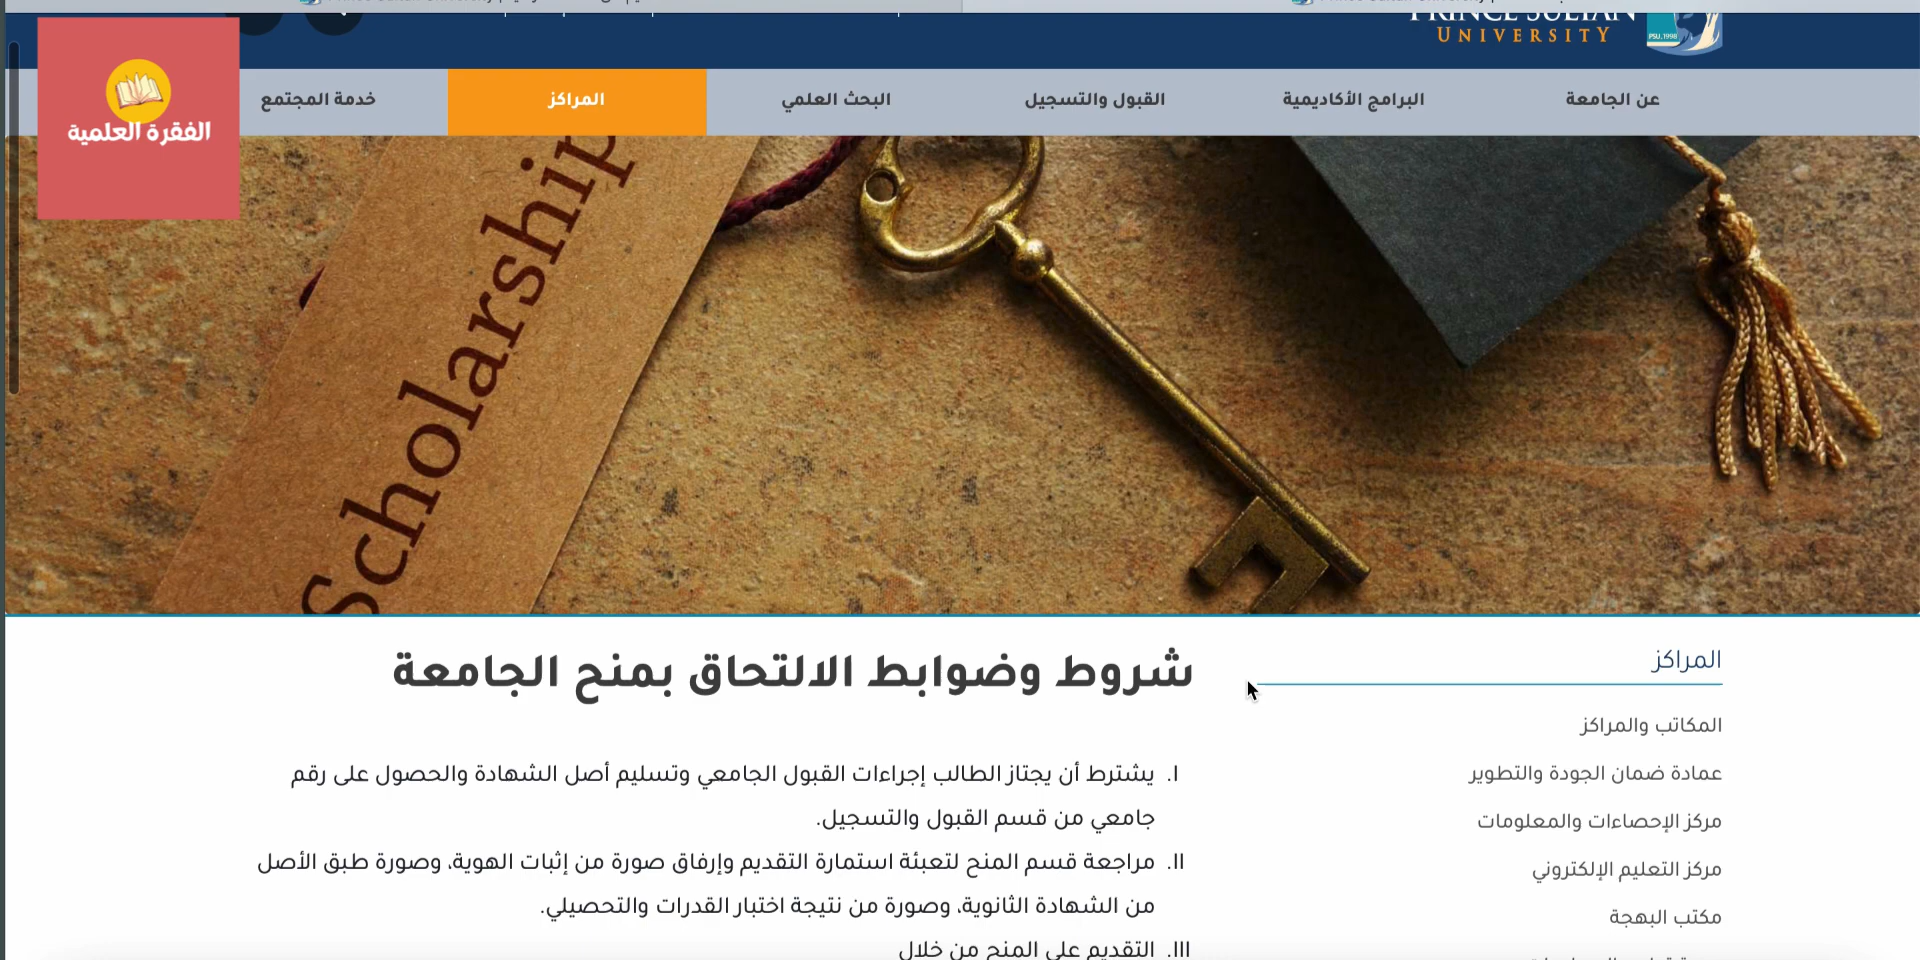 PRINCE SULTAN
UNIVERSITY
PSU.1998
الفقرة العلمية
عن الجامعة
البرامج الأكاديمية
القبول والتسجيل
البحث العلمي
المراكز
خدمة المجتمع
Scholarship
المراكز
المكاتب والمراكز
عمادة ضمان الجودة والتطوير
مركز الإحصاءات والمعلومات
مركز التعليم الإلكتروني
مكتب البهجة
شروط وضوابط الالتحاق بمنح الجامعة
I. يشترط أن يجتاز الطالب إجراءات القبول الجامعي وتسليم أصل الشهادة والحصول على رقم
جامعي من قسم القبول والتسجيل.
II. مراجعة قسم المنح لتعبئة استمارة التقديم وإرفاق صورة من إثبات الهوية، وصورة طبق الأصل
من الشهادة الثانوية، وصورة من نتيجة اختبار القدرات والتحصيلي.
III. التقديم على المنح من خلال